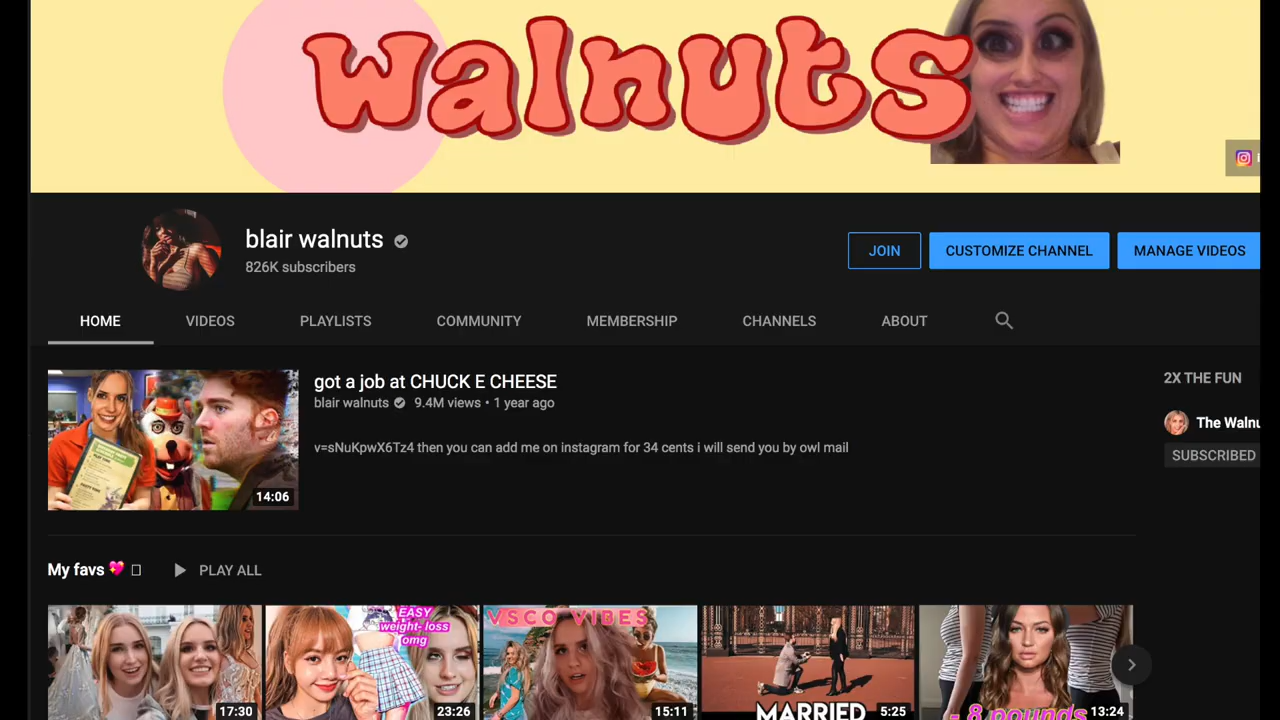 walnuts
blair walnuts
826K subscribers
JOIN
CUSTOMIZE CHANNEL
MANAGE VIDEOS
HOME
VIDEOS
PLAYLISTS
COMMUNITY
MEMBERSHIP
CHANNELS
ABOUT
got a job at CHUCK E CHEESE
blair walnuts 9.4M views • 1 year ago
v=sNuKpwX6Tz4 then you can add me on instagram for 34 cents i will send you by owl mail
14:06
2X THE FUN
The Walnu
SUBSCRIBED
My favs 💖
PLAY ALL
17:30
EASY
weight-loss
omg
23:26
VSCO VIBES
15:11
MARRIED
5:25
- 8 pounds
13:24